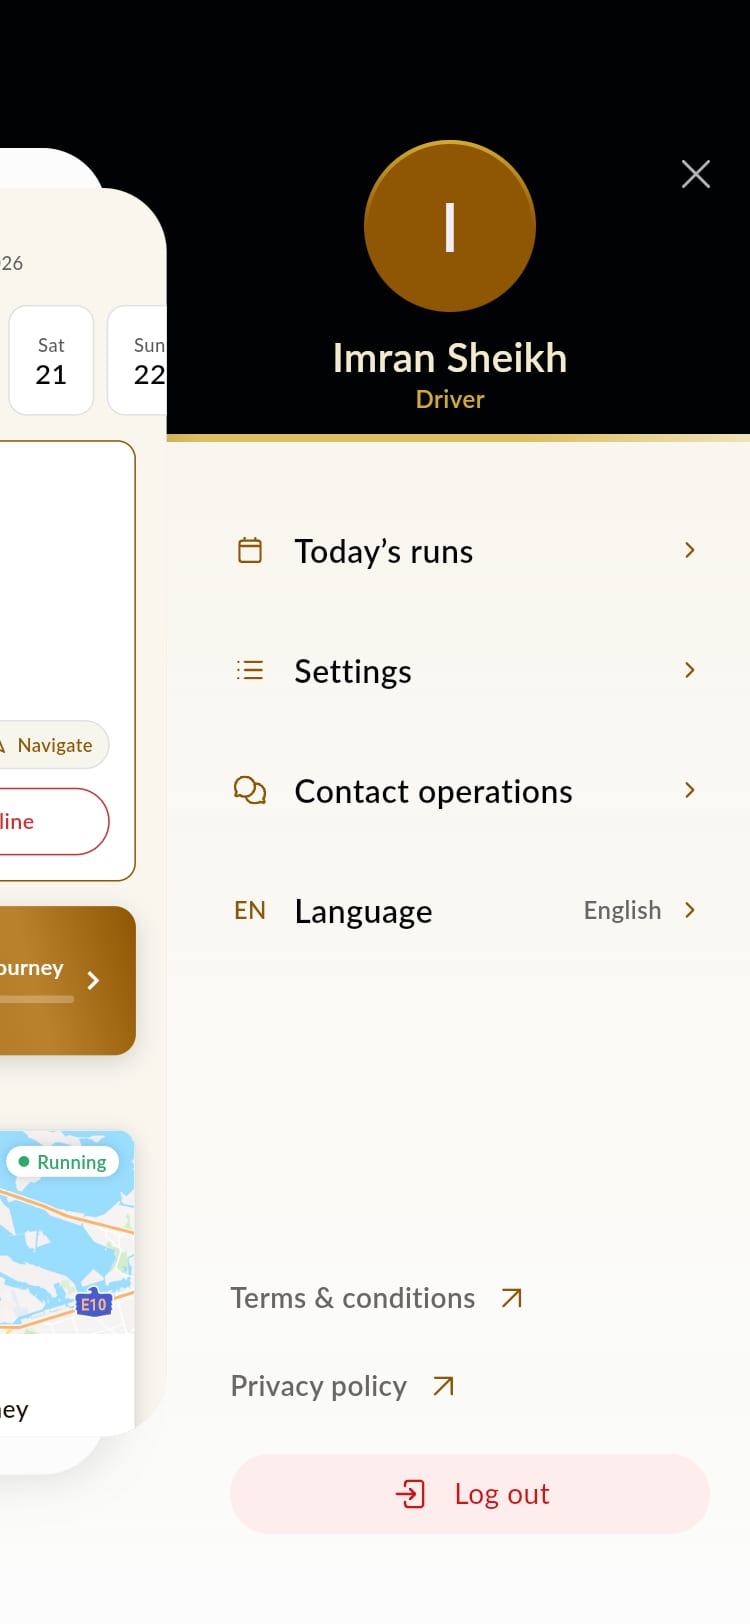 I
Imran Sheikh
Driver
026
Sat
21
Sun
22
Today’s runs
Settings
Navigate
Contact operations
line
EN Language English
ourney
Running
E10
Terms & conditions
Privacy policy
ney
Log out